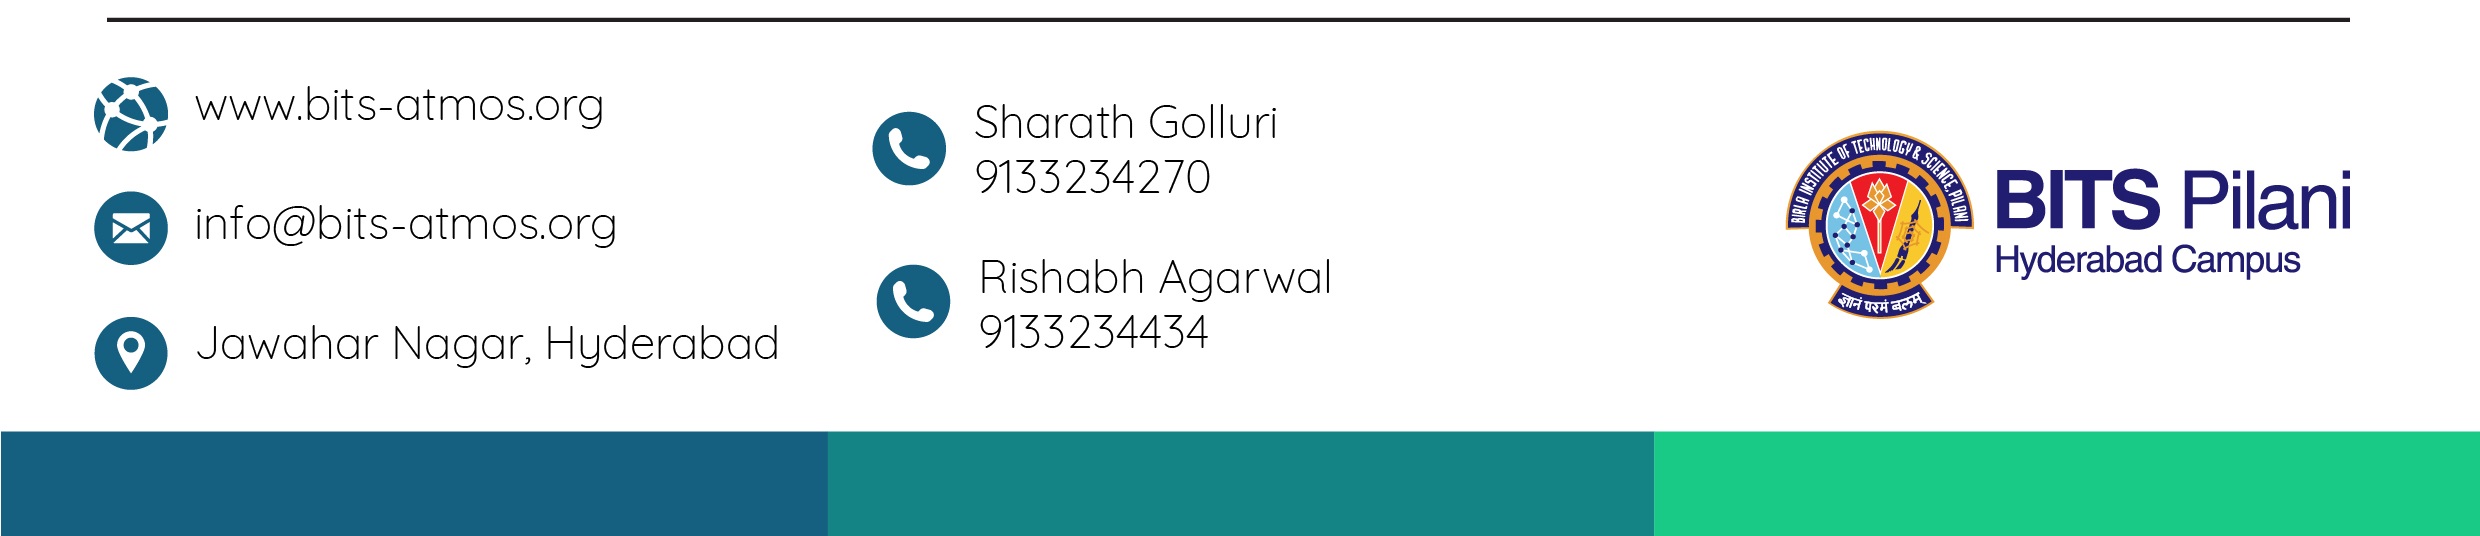 www.bits-atmos.org
info@bits-atmos.org
Jawahar Nagar, Hyderabad
Sharath Golluri
9133234270
Rishabh Agarwal
9133234434
BIRLA INSTITUTE OF TECHNOLOGY & SCIENCE, PILANI
ज्ञानं परमं बलम्
BITS Pilani
Hyderabad Campus